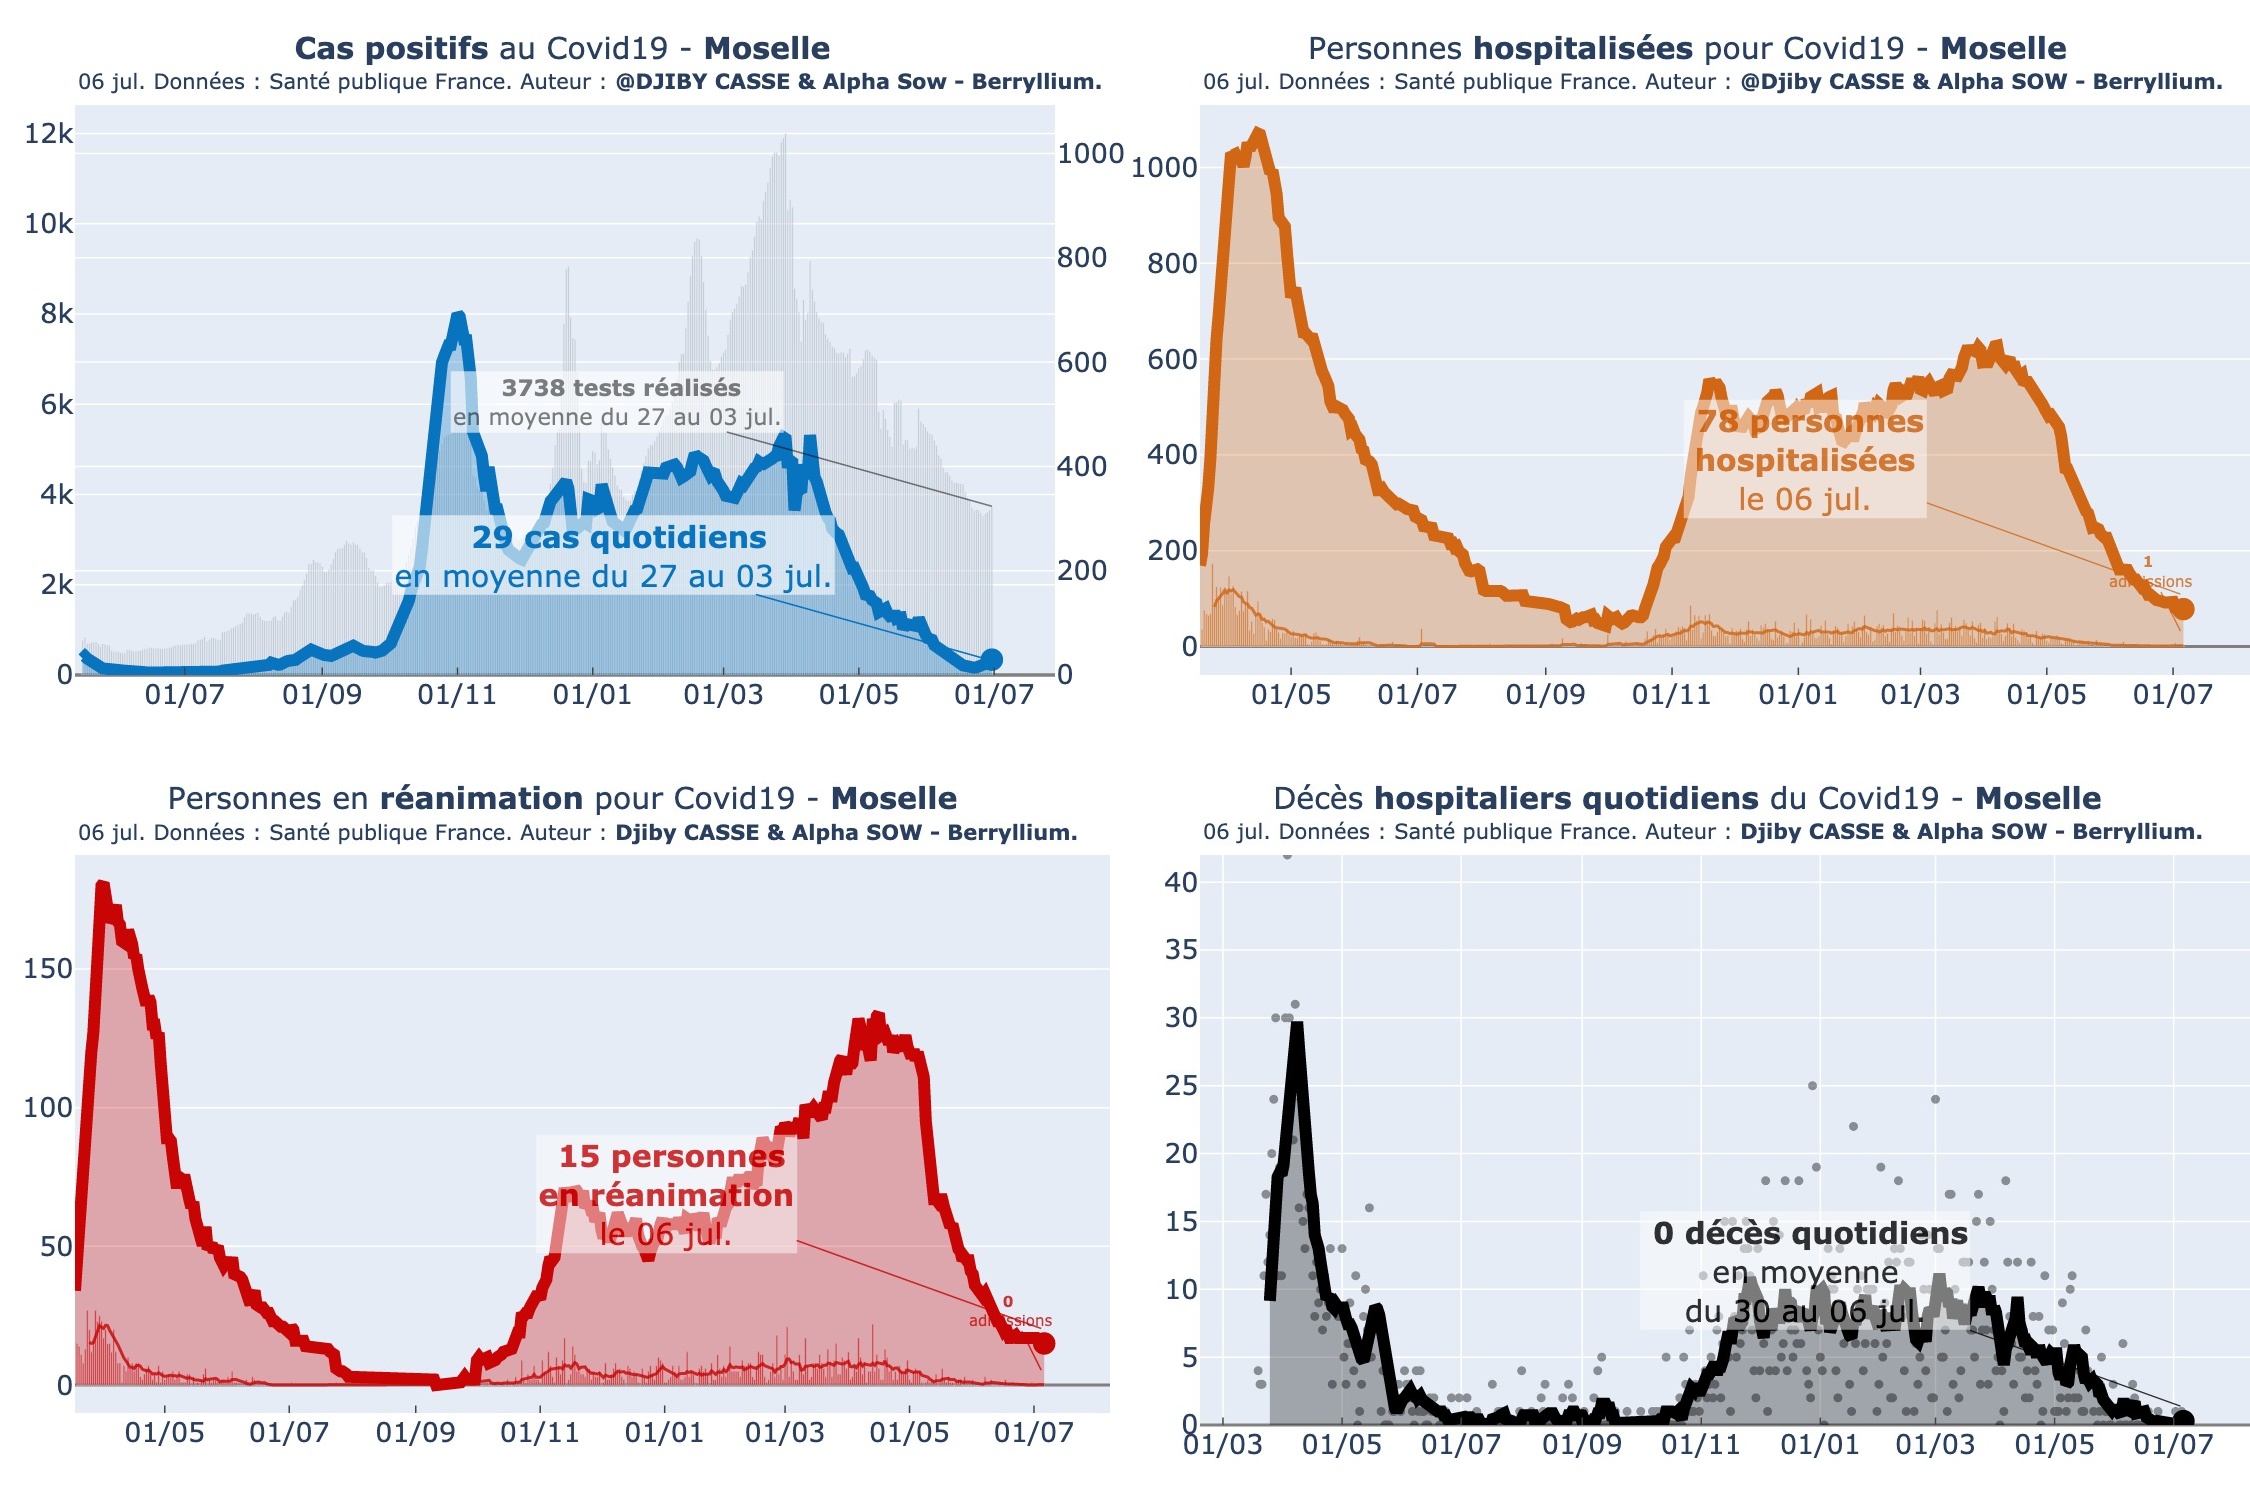 Cas positifs au Covid19 - Moselle
06 jul. Données : Santé publique France. Auteur : @DJIBY CASSE & Alpha Sow - Berryllium.
12k
10k
8k
6k
4k
2k
0
1000
800
600
400
200
0
3738 tests réalisés
en moyenne du 27 au 03 jul.
29 cas quotidiens
en moyenne du 27 au 03 jul.
01/07 01/09 01/11 01/01 01/03 01/05 01/07
Personnes hospitalisées pour Covid19 - Moselle
06 jul. Données : Santé publique France. Auteur : @Djiby CASSE & Alpha SOW - Berryllium.
1000
800
600
400
200
0
78 personnes
hospitalisées
le 06 jul.
1
admissions
01/05 01/07 01/09 01/11 01/01 01/03 01/05 01/07
Personnes en réanimation pour Covid19 - Moselle
06 jul. Données : Santé publique France. Auteur : Djiby CASSE & Alpha SOW - Berryllium.
150
100
50
0
15 personnes
en réanimation
le 06 jul.
0
admissions
01/05 01/07 01/09 01/11 01/01 01/03 01/05 01/07
Décès hospitaliers quotidiens du Covid19 - Moselle
06 jul. Données : Santé publique France. Auteur : Djiby CASSE & Alpha SOW - Berryllium.
40
35
30
25
20
15
10
5
0
0 décès quotidiens
en moyenne
du 30 au 06 jul.
01/03 01/05 01/07 01/09 01/11 01/01 01/03 01/05 01/07